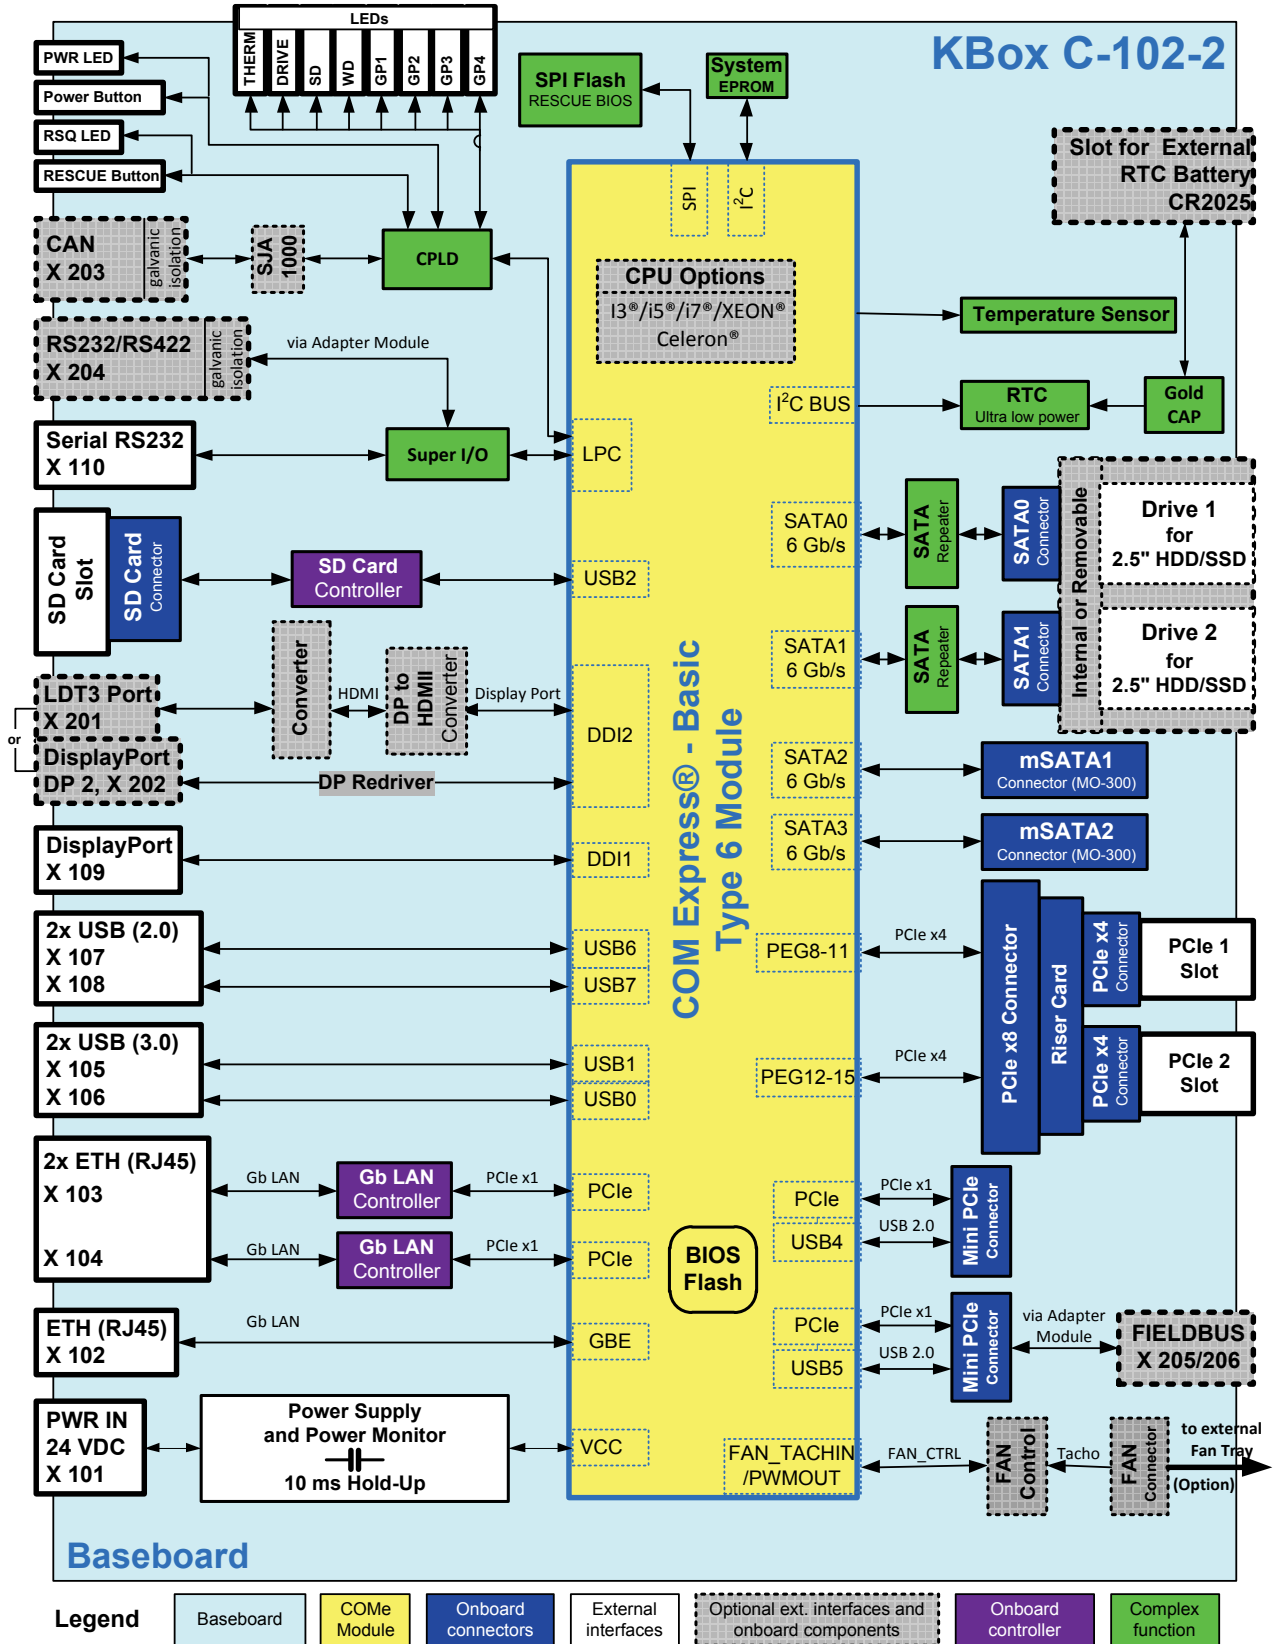 KBox C-102-2
LEDs
THERM
DRIVE
SD
WD
GP1
GP2
GP3
GP4
PWR LED
Power Button
RSQ LED
RESCUE Button
SPI Flash
RESCUE BIOS
System
EPROM
Slot for External
RTC Battery
CR2025
SPI
I²C
CAN
X 203
galvanic
isolation
SJA
1000
CPLD
CPU Options
I3®/i5®/i7®/XEON®
Celeron®
Temperature Sensor
RS232/RS422
X 204
galvanic
isolation
via Adapter Module
I²C BUS
RTC
Ultra low power
Gold
CAP
Serial RS232
X 110
Super I/O
LPC
SD Card
Slot
SD Card
Connector
SD Card
Controller
USB2
SATA0
6 Gb/s
SATA
Repeater
SATA0
Connector
Internal or Removable
Drive 1
for
2.5" HDD/SSD
SATA1
6 Gb/s
SATA
Repeater
SATA1
Connector
Drive 2
for
2.5" HDD/SSD
COM Express® - Basic
Type 6 Module
LDT3 Port
X 201
or
DisplayPort
DP 2, X 202
Converter
HDMI
DP to
HDMII
Converter
Display Port
DDI2
DP Redriver
SATA2
6 Gb/s
mSATA1
Connector (MO-300)
SATA3
6 Gb/s
mSATA2
Connector (MO-300)
DisplayPort
X 109
DDI1
2x USB (2.0)
X 107
X 108
USB6
USB7
PEG8-11
PCIe x4
PCIe x8 Connector
Riser Card
PCIe x4
Connector
PCIe 1
Slot
2x USB (3.0)
X 105
X 106
USB1
USB0
PEG12-15
PCIe x4
PCIe x4
Connector
PCIe 2
Slot
2x ETH (RJ45)
X 103
X 104
Gb LAN
Gb LAN
Controller
PCIe x1
PCIe
Gb LAN
Gb LAN
Controller
PCIe x1
PCIe
BIOS
Flash
PCIe
USB4
PCIe x1
USB 2.0
Mini PCIe
Connector
PCIe
USB5
PCIe x1
USB 2.0
Mini PCIe
Connector
via Adapter
Module
FIELDBUS
X 205/206
ETH (RJ45)
X 102
Gb LAN
GBE
PWR IN
24 VDC
X 101
Power Supply
and Power Monitor
10 ms Hold-Up
VCC
FAN_TACHIN
/PWMOUT
FAN_CTRL
FAN
Control
Tacho
FAN
Connector
to external
Fan Tray
(Option)
Baseboard
Legend
Baseboard
COMe
Module
Onboard
connectors
External
interfaces
Optional ext. interfaces and
onboard components
Onboard
controller
Complex
function